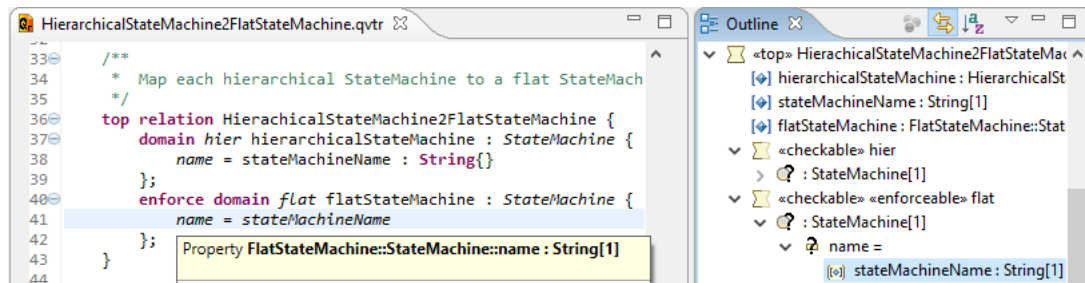 HierarchicalStateMachine2FlatStateMachine.qvtr
33 /**
34 * Map each hierarchical StateMachine to a flat StateMach
35 */
36 top relation HierachicalStateMachine2FlatStateMachine {
37 domain hier hierarchicalStateMachine : StateMachine {
38 name = stateMachineName : String{}
39 };
40 enforce domain flat flatStateMachine : StateMachine {
41 name = stateMachineName
42 };
43 }
44
Property FlatStateMachine::StateMachine::name : String[1]
Outline
«top» HierachicalStateMachine2FlatStateMac
hierarchicalStateMachine : HierarchicalSt
stateMachineName : String[1]
flatStateMachine : FlatStateMachine::Stat
«checkable» hier
: StateMachine[1]
«checkable» «enforceable» flat
: StateMachine[1]
name =
stateMachineName : String[1]